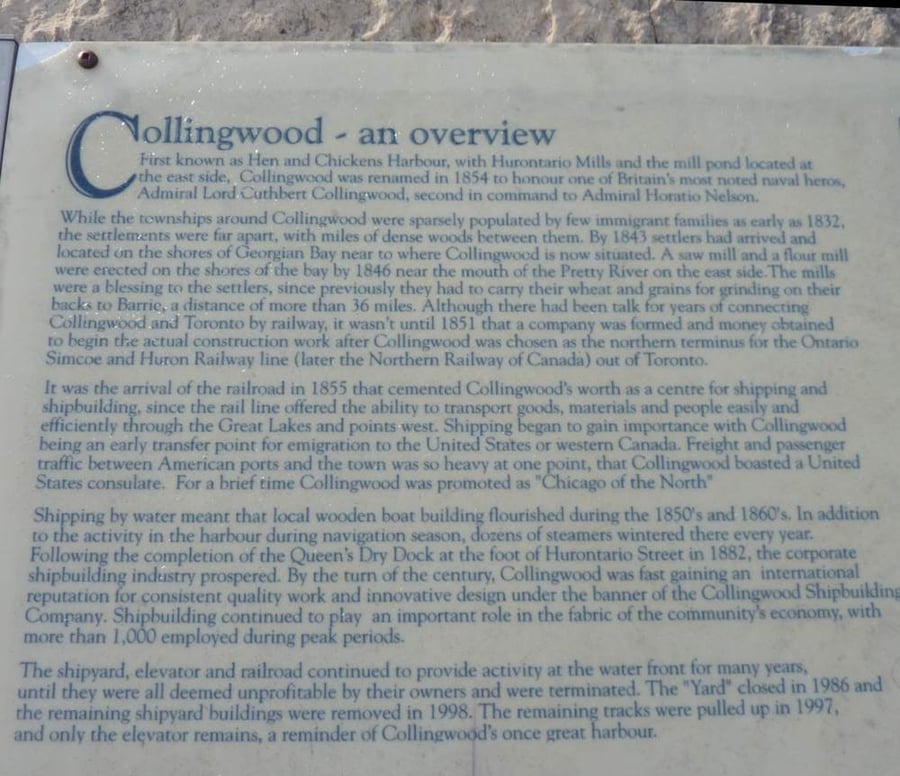 Collingwood - an overview
First known as Hen and Chickens Harbour, with Hurontario Mills and the mill pond located at
the east side, Collingwood was renamed in 1854 to honour one of Britain's most noted naval heros,
Admiral Lord Cuthbert Collingwood, second in command to Admiral Horatio Nelson.
While the townships around Collingwood were sparsely populated by few immigrant families as early as 1832,
the settlements were far apart, with miles of dense woods between them. By 1843 settlers had arrived and
located on the shores of Georgian Bay near to where Collingwood is now situated. A saw mill and a flour mill
were erected on the shores of the bay by 1846 near the mouth of the Pretty River on the east side. The mills
were a blessing to the settlers, since previously they had to carry their wheat and grains for grinding on their
backs to Barrie, a distance of more than 36 miles. Although there had been talk for years of connecting
Collingwood and Toronto by railway, it wasn't until 1851 that a company was formed and money obtained
to begin the actual construction work after Collingwood was chosen as the northern terminus for the Ontario
Simcoe and Huron Railway line (later the Northern Railway of Canada) out of Toronto.
It was the arrival of the railroad in 1855 that cemented Collingwood's worth as a centre for shipping and
shipbuilding, since the rail line offered the ability to transport goods, materials and people easily and
efficiently through the Great Lakes and points west. Shipping began to gain importance with Collingwood
being an early transfer point for emigration to the United States or western Canada. Freight and passenger
traffic between American ports and the town was so heavy at one point, that Collingwood boasted a United
States consulate. For a brief time Collingwood was promoted as "Chicago of the North"
Shipping by water meant that local wooden boat building flourished during the 1850's and 1860's. In addition
to the activity in the harbour during navigation season, dozens of steamers wintered there every year.
Following the completion of the Queen's Dry Dock at the foot of Hurontario Street in 1882, the corporate
shipbuilding industry prospered. By the turn of the century, Collingwood was fast gaining an international
reputation for consistent quality work and innovative design under the banner of the Collingwood Shipbuilding
Company. Shipbuilding continued to play an important role in the fabric of the community's economy, with
more than 1,000 employed during peak periods.
The shipyard, elevator and railroad continued to provide activity at the water front for many years,
until they were all deemed unprofitable by their owners and were terminated. The "Yard" closed in 1986 and
the remaining shipyard buildings were removed in 1998. The remaining tracks were pulled up in 1997,
and only the elevator remains, a reminder of Collingwood's once great harbour.